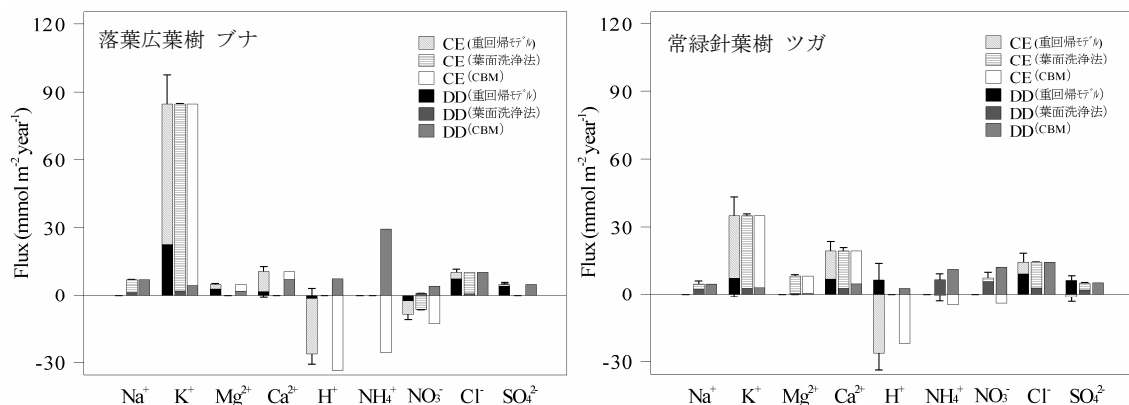 120
90
60
30
0
-30
Flux (mmol m⁻² year⁻¹)
落葉広葉樹 ブナ
CE (重回帰モデル)
CE (葉面洗浄法)
CE (CBM)
DD (重回帰モデル)
DD (葉面洗浄法)
DD (CBM)
Na⁺ K⁺ Mg²⁺ Ca²⁺ H⁺ NH₄⁺ NO₃⁻ Cl⁻ SO₄²⁻
120
90
60
30
0
-30
Flux (mmol m⁻² year⁻¹)
常緑針葉樹 ツガ
CE (重回帰モデル)
CE (葉面洗浄法)
CE (CBM)
DD (重回帰モデル)
DD (葉面洗浄法)
DD (CBM)
Na⁺ K⁺ Mg²⁺ Ca²⁺ H⁺ NH₄⁺ NO₃⁻ Cl⁻ SO₄²⁻